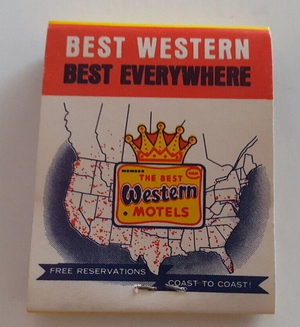 BEST WESTERN
BEST EVERYWHERE
MEMBER
THE BEST
Western
MOTELS
FREE RESERVATIONS
COAST TO COAST!